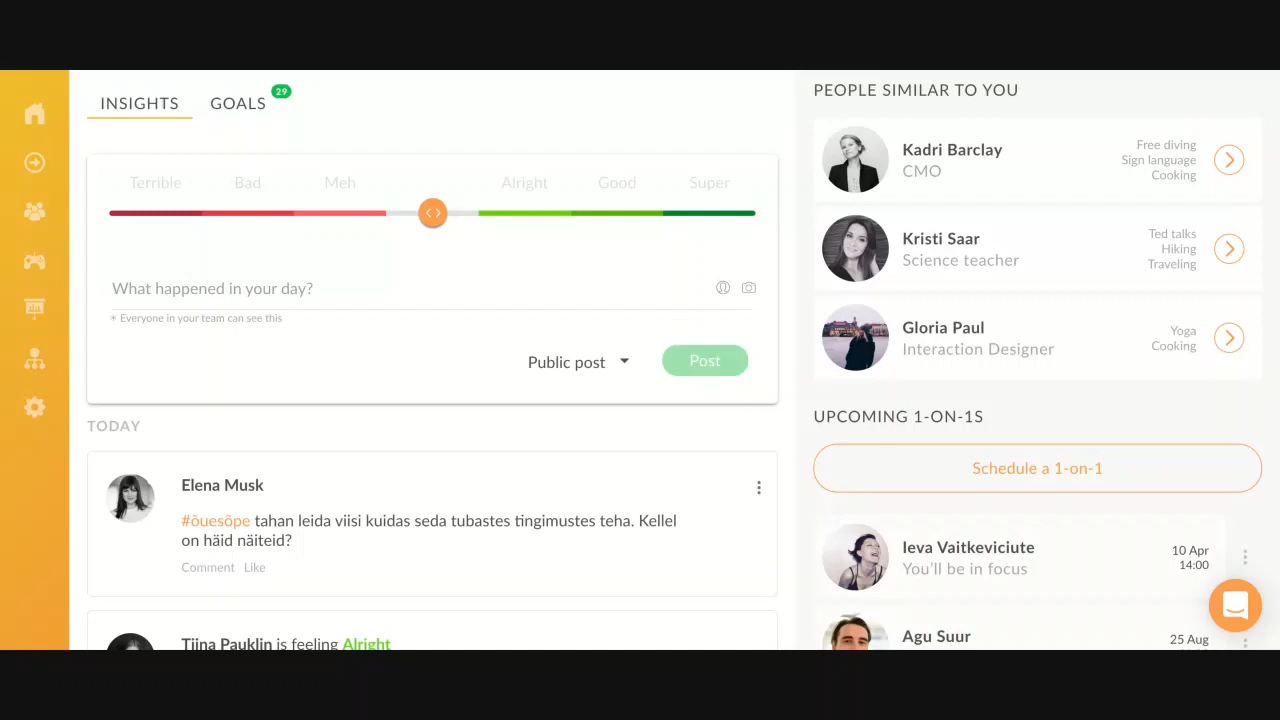 INSIGHTS
GOALS
29
Terrible
Bad
Meh
Alright
Good
Super
What happened in your day?
* Everyone in your team can see this
Public post
Post
TODAY
Elena Musk
#õuesõpe tahan leida viisi kuidas seda tubastes tingimustes teha. Kellel
on häid näiteid?
Comment Like
Tiina Pauklin is feeling Alright
PEOPLE SIMILAR TO YOU
Kadri Barclay
CMO
Free diving
Sign language
Cooking
Kristi Saar
Science teacher
Ted talks
Hiking
Traveling
Gloria Paul
Interaction Designer
Yoga
Cooking
UPCOMING 1-ON-1S
Schedule a 1-on-1
Ieva Vaitkeviciute
You'll be in focus
10 Apr
14:00
Agu Suur
25 Aug